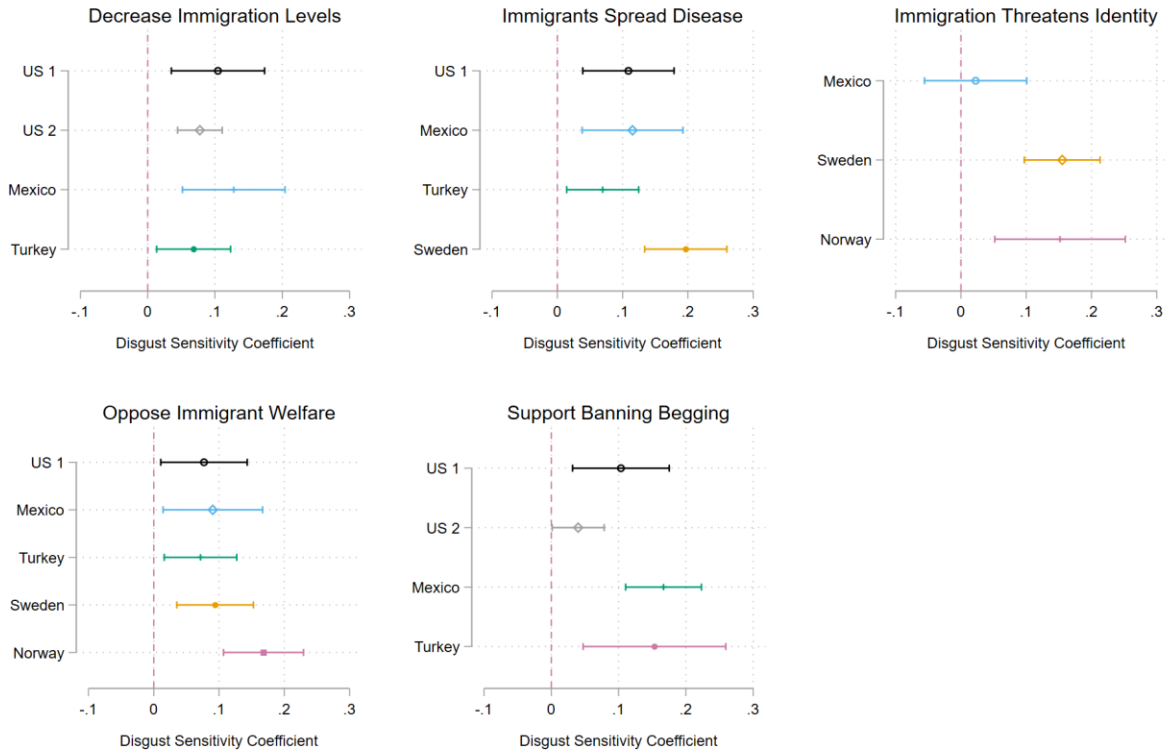 Decrease Immigration Levels
US 1
US 2
Mexico
Turkey
-.1 0 .1 .2 .3
Disgust Sensitivity Coefficient
Immigrants Spread Disease
US 1
Mexico
Turkey
Sweden
-.1 0 .1 .2 .3
Disgust Sensitivity Coefficient
Immigration Threatens Identity
Mexico
Sweden
Norway
-.1 0 .1 .2 .3
Disgust Sensitivity Coefficient
Oppose Immigrant Welfare
US 1
Mexico
Turkey
Sweden
Norway
-.1 0 .1 .2 .3
Disgust Sensitivity Coefficient
Support Banning Begging
US 1
US 2
Mexico
Turkey
-.1 0 .1 .2 .3
Disgust Sensitivity Coefficient